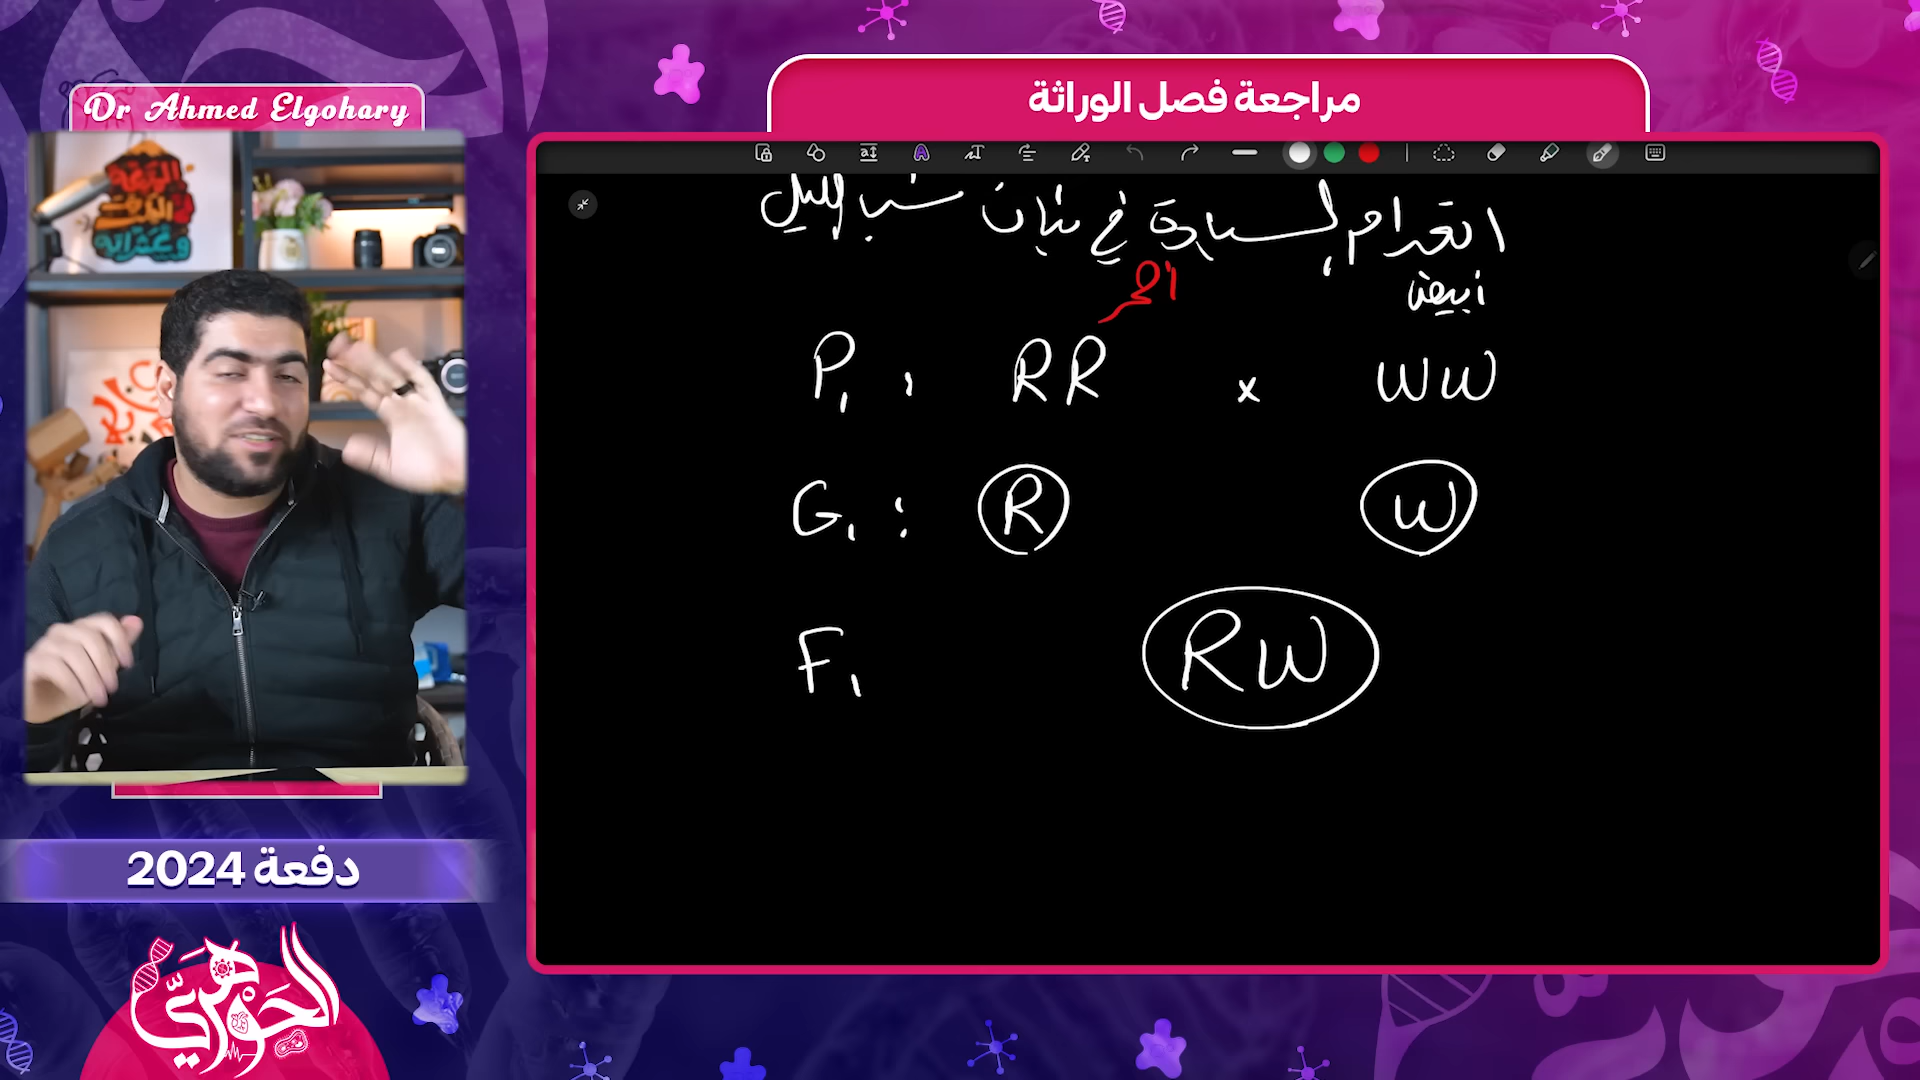 Dr Ahmed Elgohary
مراجعة فصل الوراثة
انعدام السيادة في نبات شب الليل
أحمر
أبيض
P1 : RR x WW
G1 : R W
F1 RW
دفعة 2024
الجوهري